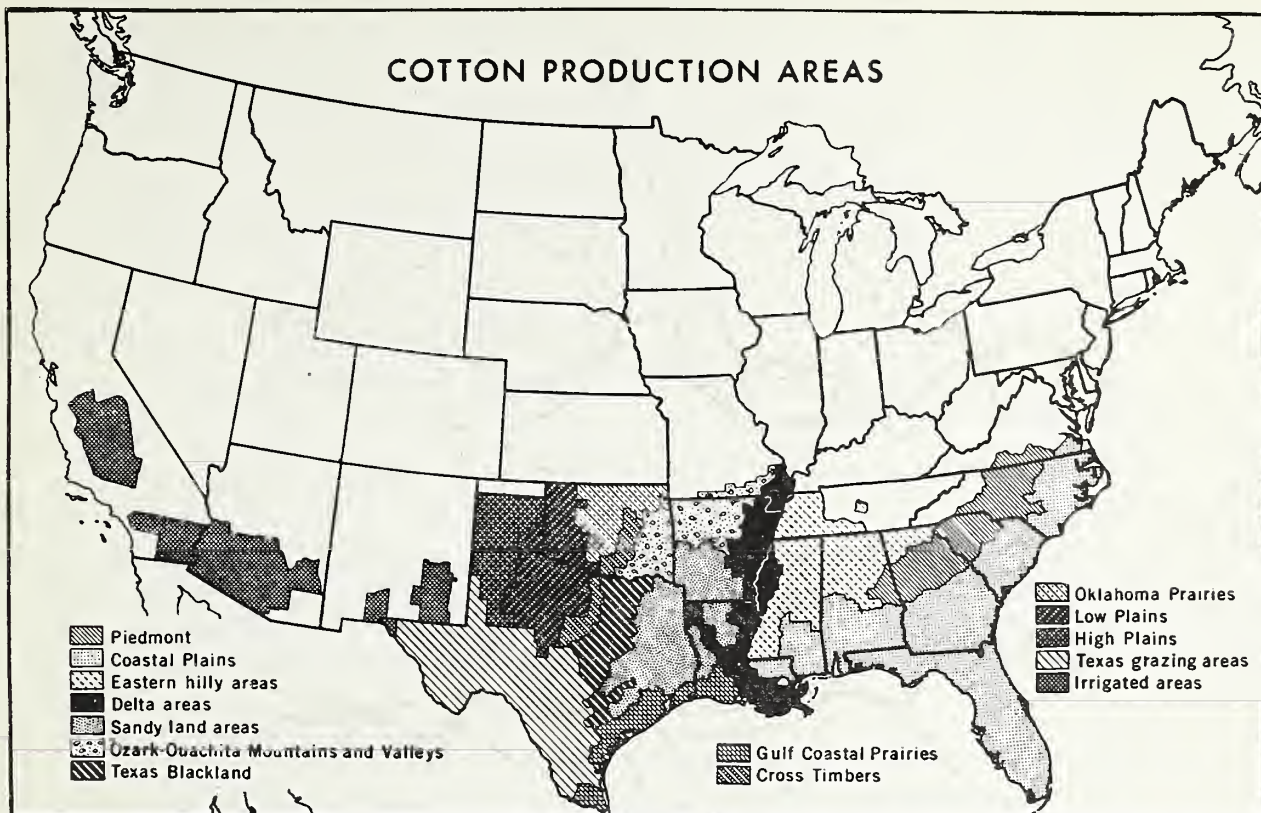 COTTON PRODUCTION AREAS
Piedmont
Coastal Plains
Eastern hilly areas
Delta areas
Sandy land areas
Ozark-Ouachita Mountains and Valleys
Texas Blackland
Gulf Coastal Prairies
Cross Timbers
Oklahoma Prairies
Low Plains
High Plains
Texas grazing areas
Irrigated areas